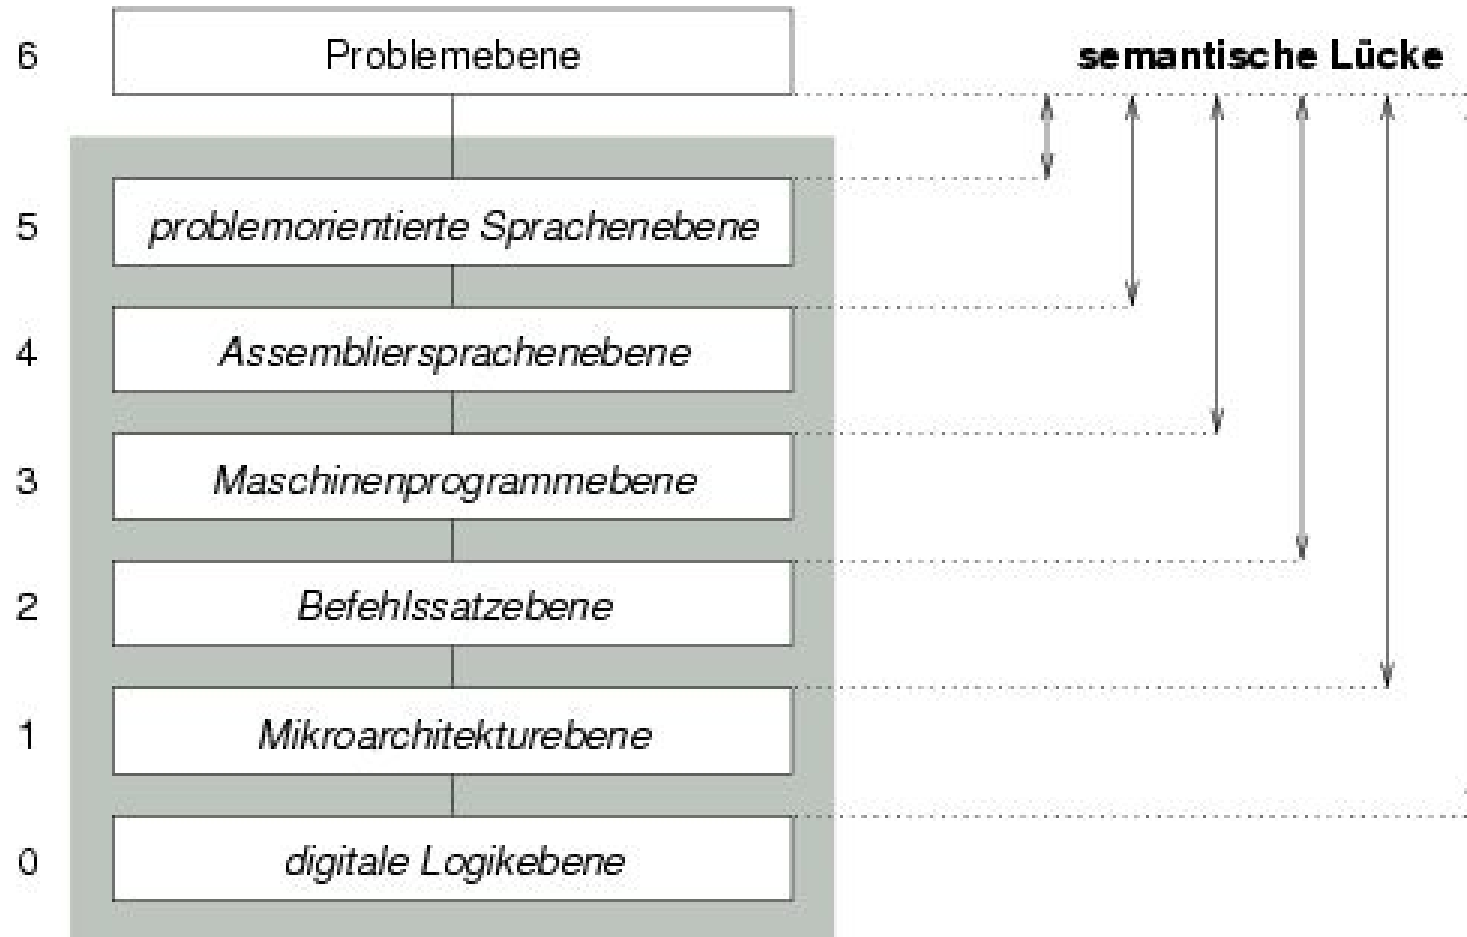 6 Problemebene semantische Lücke
5 problemorientierte Sprachenebene
4 Assembliersprachenebene
3 Maschinenprogrammebene
2 Befehlssatzebene
1 Mikroarchitekturebene
0 digitale Logikebene